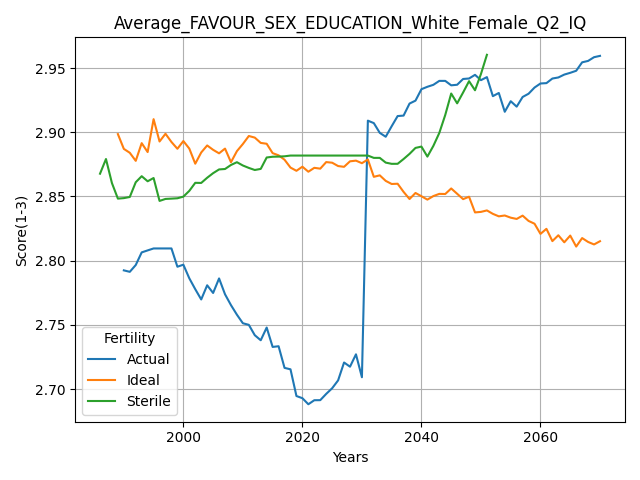 Average_FAVOUR_SEX_EDUCATION_White_Female_Q2_IQ
Score(1-3)
2.95
2.90
2.85
2.80
2.75
2.70
Fertility
Actual
Ideal
Sterile
2000
2020
2040
2060
Years